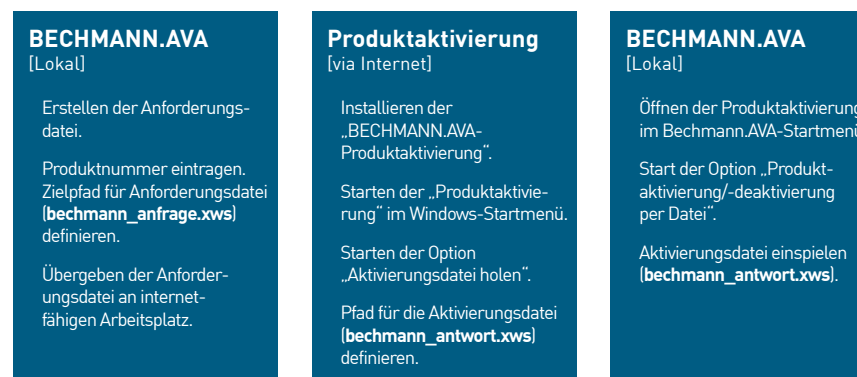 BECHMANN.AVA
[Lokal]
Erstellen der Anforderungs-
datei.
Produktnummer eintragen.
Zielpfad für Anforderungsdatei
(bechmann_anfrage.xws)
definieren.
Übergeben der Anforder-
ungsdatei an internet-
fähigen Arbeitsplatz.
Produktaktivierung
[via Internet]
Installieren der
„BECHMANN.AVA-
Produktaktivierung“.
Starten der „Produktaktivie-
rung“ im Windows-Startmenü.
Starten der Option
„Aktivierungsdatei holen“.
Pfad für die Aktivierungsdatei
(bechmann_antwort.xws)
definieren.
BECHMANN.AVA
[Lokal]
Öffnen der Produktaktivierung
im Bechmann.AVA-Startmenü
Start der Option „Produkt-
aktivierung/-deaktivierung
per Datei“.
Aktivierungsdatei einspielen
(bechmann_antwort.xws).